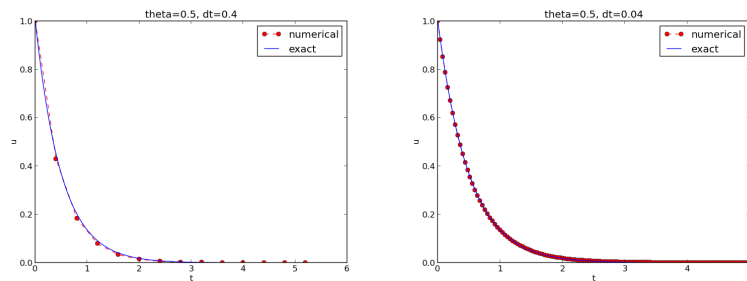 theta=0.5, dt=0.4
1.0
0.8
0.6
0.4
0.2
0.0
u
0 1 2 3 4 5 6
t
numerical
exact
theta=0.5, dt=0.04
1.0
0.8
0.6
0.4
0.2
0.0
u
0 1 2 3 4
t
numerical
exact